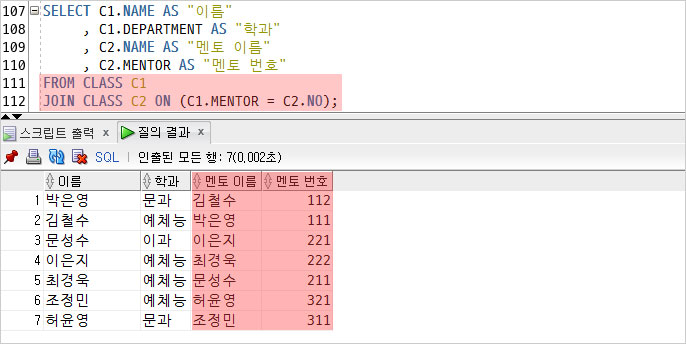 107 SELECT C1.NAME AS "이름"
108 , C1.DEPARTMENT AS "학과"
109 , C2.NAME AS "멘토 이름"
110 , C2.MENTOR AS "멘토 번호"
111 FROM CLASS C1
112 JOIN CLASS C2 ON (C1.MENTOR = C2.NO);
스크립트 출력 x 질의 결과 x
SQL | 인출된 모든 행: 7(0,002초)
이름 학과 멘토 이름 멘토 번호
1 박은영 문과 김철수 112
2 김철수 예체능 박은영 111
3 문성수 이과 이은지 221
4 이은지 예체능 최경욱 222
5 최경욱 예체능 문성수 211
6 조정민 예체능 허윤영 321
7 허윤영 문과 조정민 311